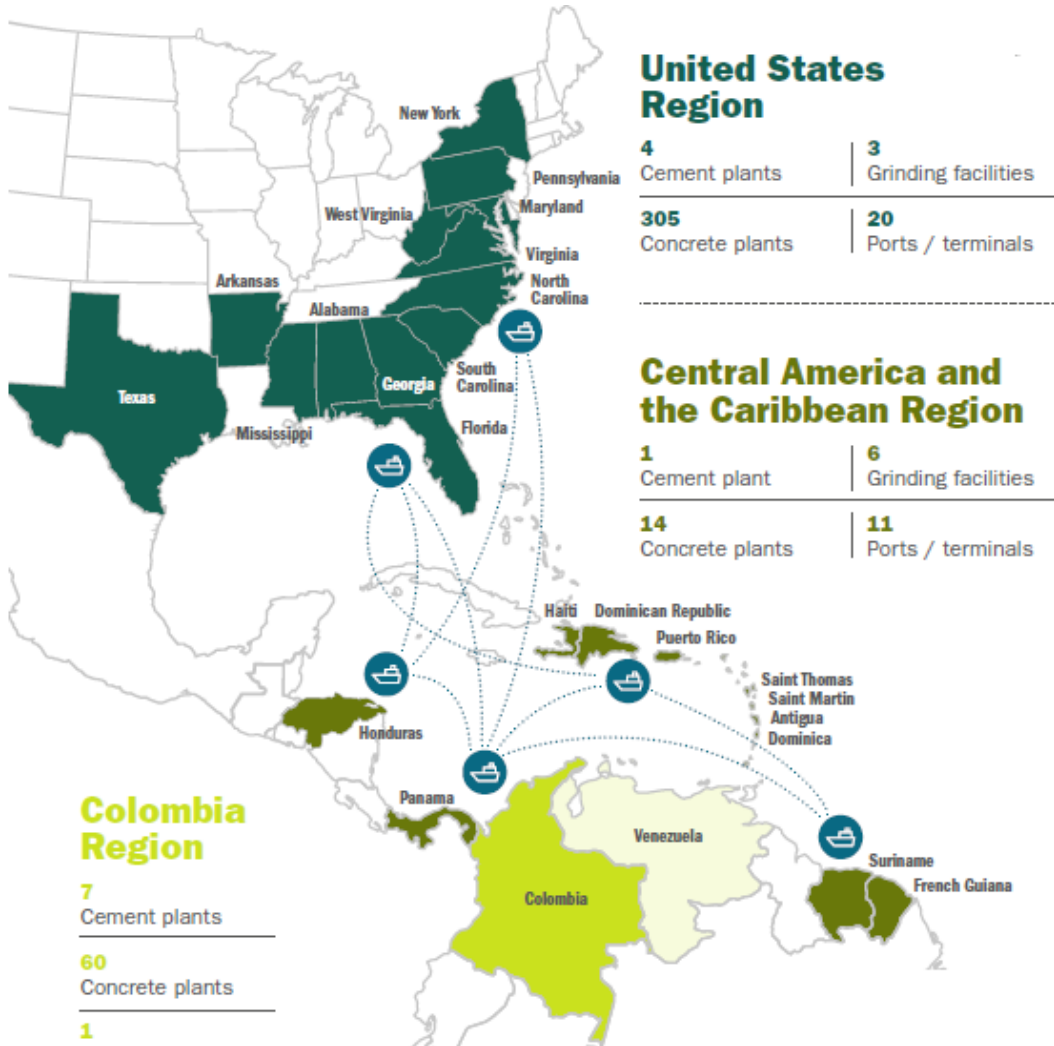 United States
Region
4
Cement plants
3
Grinding facilities
305
Concrete plants
20
Ports / terminals
Central America and
the Caribbean Region
1
Cement plant
6
Grinding facilities
14
Concrete plants
11
Ports / terminals
New York
Pennsylvania
Maryland
West Virginia
Virginia
North
Carolina
Arkansas
Alabama
South
Carolina
Georgia
Texas
Florida
Mississippi
Haiti
Dominican Republic
Puerto Rico
Saint Thomas
Saint Martin
Antigua
Dominica
Honduras
Panama
Venezuela
Colombia
Suriname
French Guiana
Colombia
Region
7
Cement plants
60
Concrete plants
1